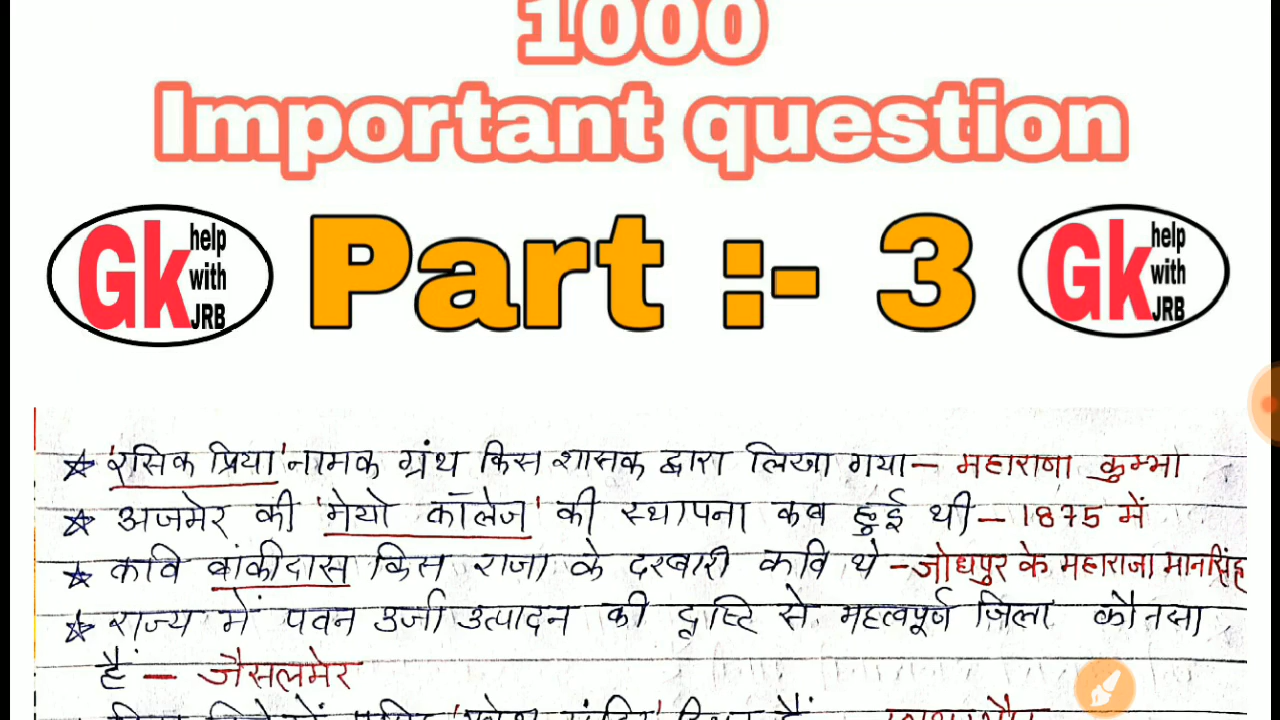 1000
Important question
Gk help with JRB
Part :- 3
Gk help with JRB
☆ 'रसिक प्रिया' नामक ग्रंथ किस शासक द्वारा लिखा गया – महाराणा कुम्भा
☆ अजमेर की 'मेयो कॉलेज' की स्थापना कब हुई थी – 1875 में
☆ कवि बांकीदास किस राजा के दरबारी कवि थे – जोधपुर के महाराजा मानसिंह
☆ राज्य में पवन उर्जा उत्पादन की दृष्टि से महत्वपूर्ण जिला कौनसा
है – जैसलमेर